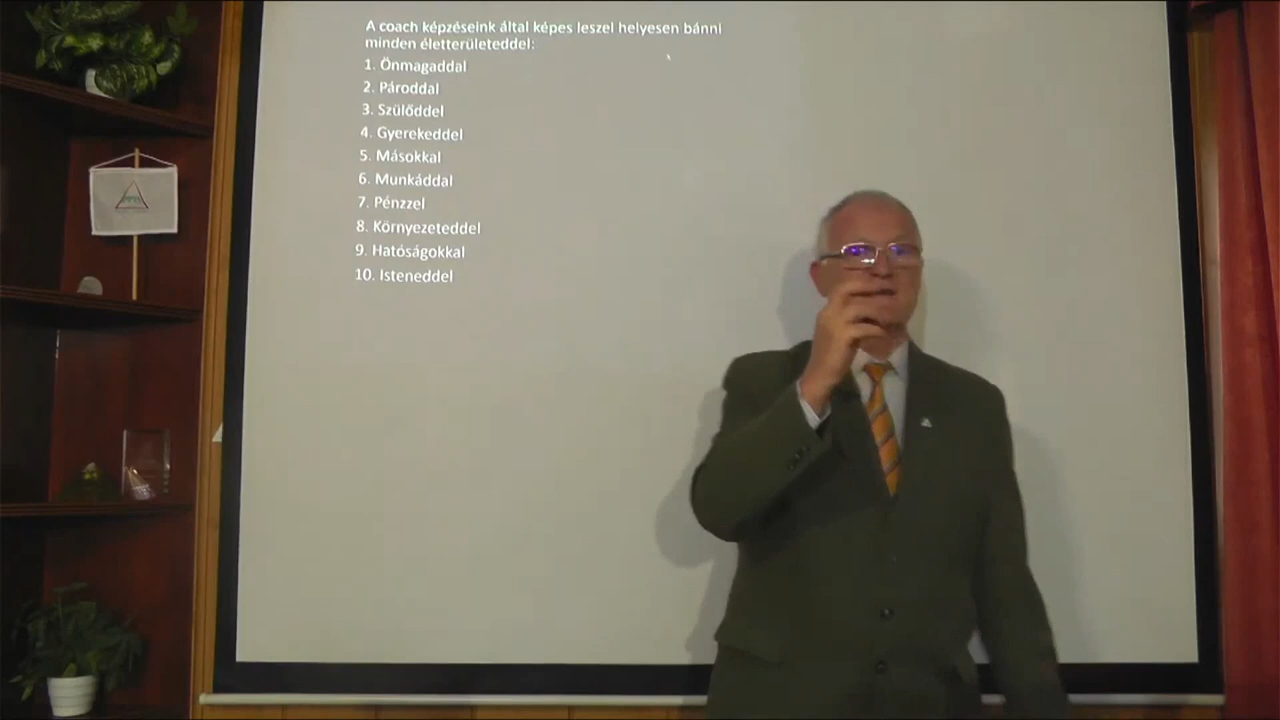 A coach képzéseink által képes leszel helyesen bánni
minden életterületeddel:
1. Önmagaddal
2. Pároddal
3. Szülőddel
4. Gyerekeddel
5. Másokkal
6. Munkáddal
7. Pénzzel
8. Környezeteddel
9. Hatóságokkal
10. Isteneddel